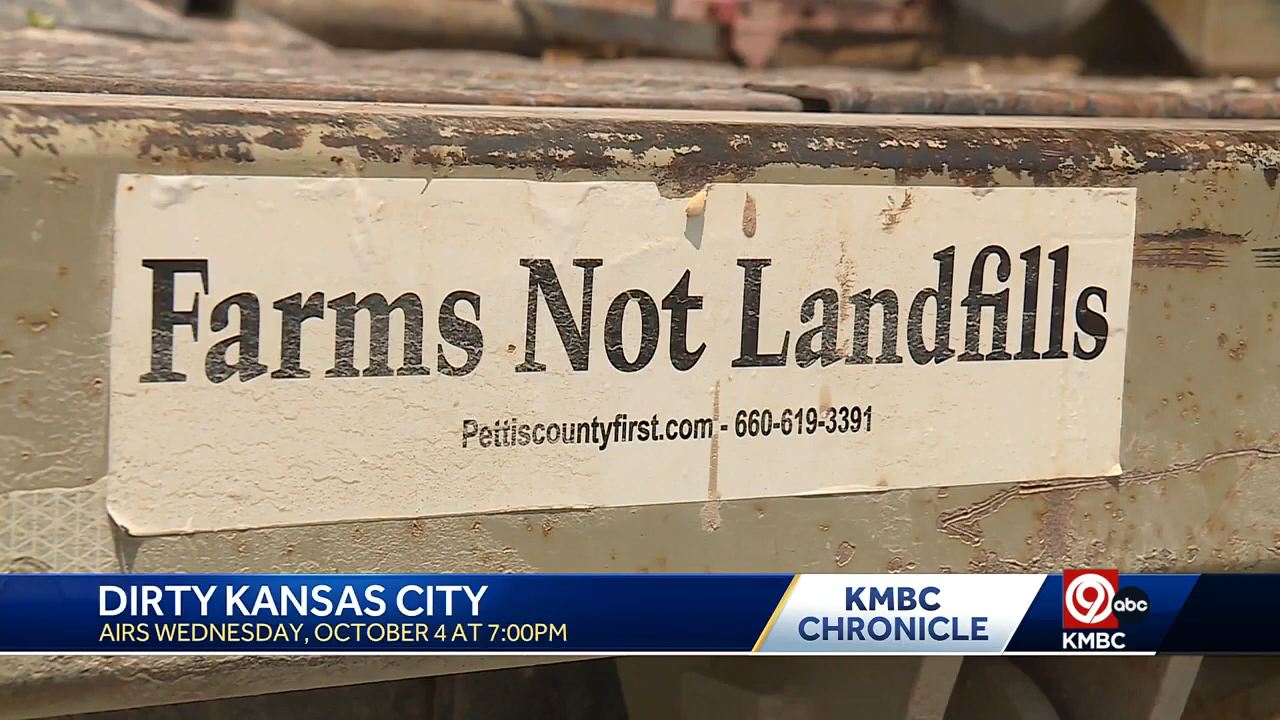 Farms Not Landfills
Pettiscountyfirst.com - 660-619-3391
DIRTY KANSAS CITY
AIRS WEDNESDAY, OCTOBER 4 AT 7:00PM
KMBC
CHRONICLE
9
abc
KMBC